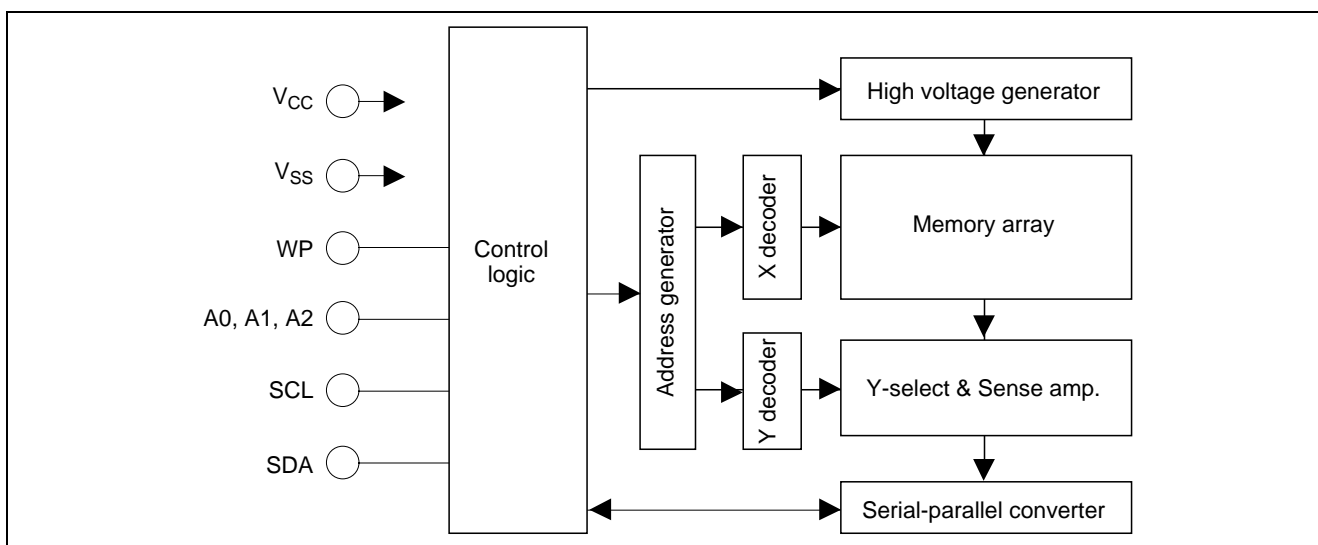 VCC
VSS
WP
A0, A1, A2
SCL
SDA
Control
logic
Address generator
X decoder
Y decoder
High voltage generator
Memory array
Y-select & Sense amp.
Serial-parallel converter